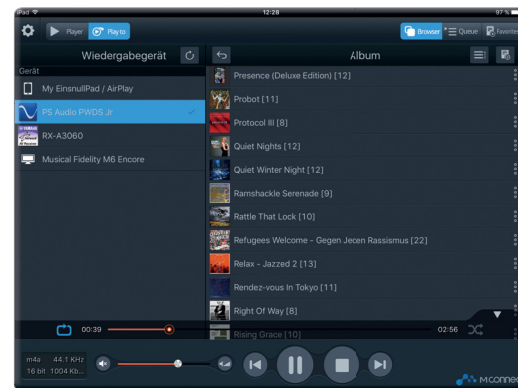 iPad 12:28 97 %
Player Play to Browser Queue Favorites
Wiedergabegerät Album
Gerät
My EinsnullPad / AirPlay
PS Audio PWDS Jr
RX-A3060
Musical Fidelity M6 Encore
Presence (Deluxe Edition) [12]
Probot [11]
Protocol III [8]
Quiet Nights [12]
Quiet Winter Night [12]
Ramshackle Serenade [9]
Rattle That Lock [10]
Refugees Welcome - Gegen Jecen Rassismus [22]
Relax - Jazzed 2 [13]
Rendez-vous In Tokyo [11]
Right Of Way [8]
Rising Grace [10]
00:39 02:56
m4a 44.1 KHz
16 bit 1004 Kb...
MCONNECT